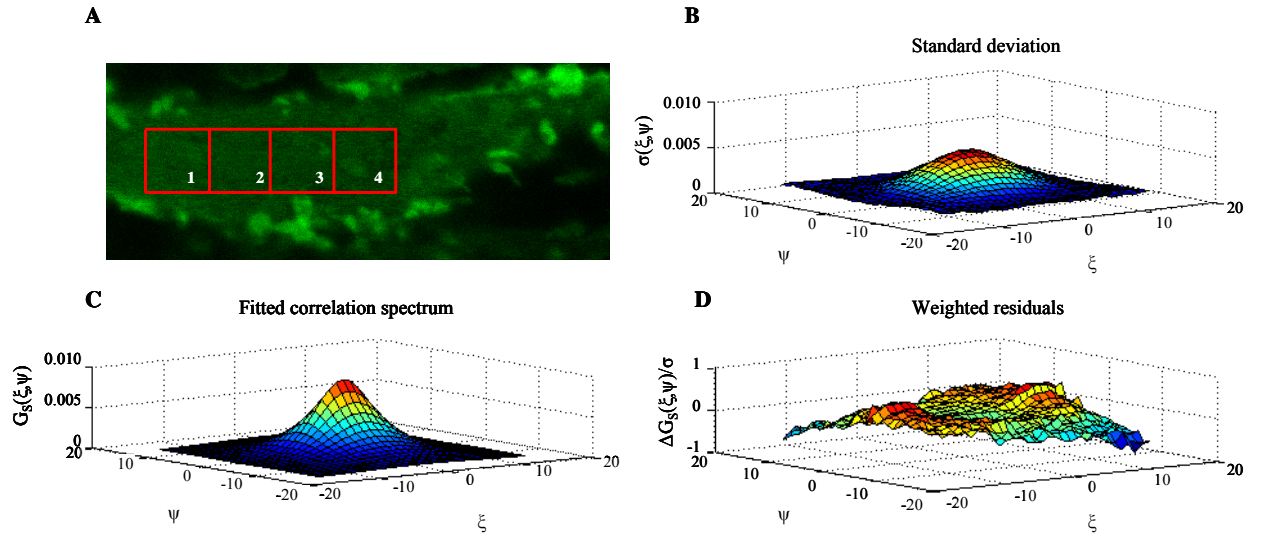 A
1 2 3 4
B
Standard deviation
σ(ξ,ψ)
0.010
0.005
0
20
10
0
-10
-20
ψ
-20
-10
0
10
20
ξ
C
Fitted correlation spectrum
G_S(ξ,ψ)
0.010
0.005
0
20
10
0
-10
-20
ψ
-20
-10
0
10
20
ξ
D
Weighted residuals
ΔG_S(ξ,ψ)/σ
1
0
-1
20
10
0
-10
-20
ψ
-20
-10
0
10
20
ξ